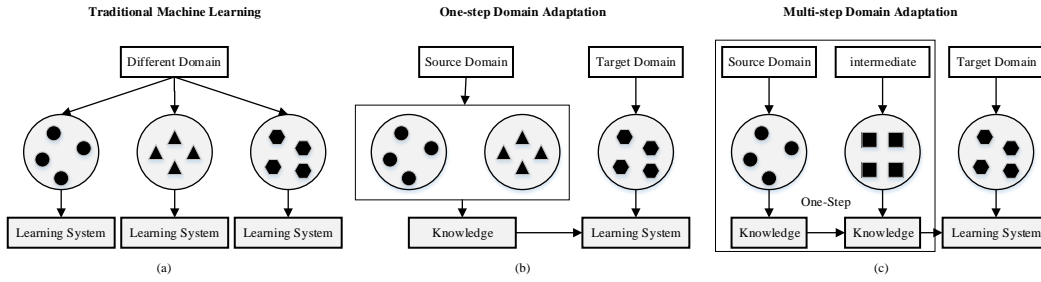 Traditional Machine Learning
One-step Domain Adaptation
Multi-step Domain Adaptation
Different Domain
Source Domain
Target Domain
Source Domain
intermediate
Target Domain
One-Step
Learning System
Learning System
Learning System
Knowledge
Learning System
Knowledge
Knowledge
Learning System
(a)
(b)
(c)